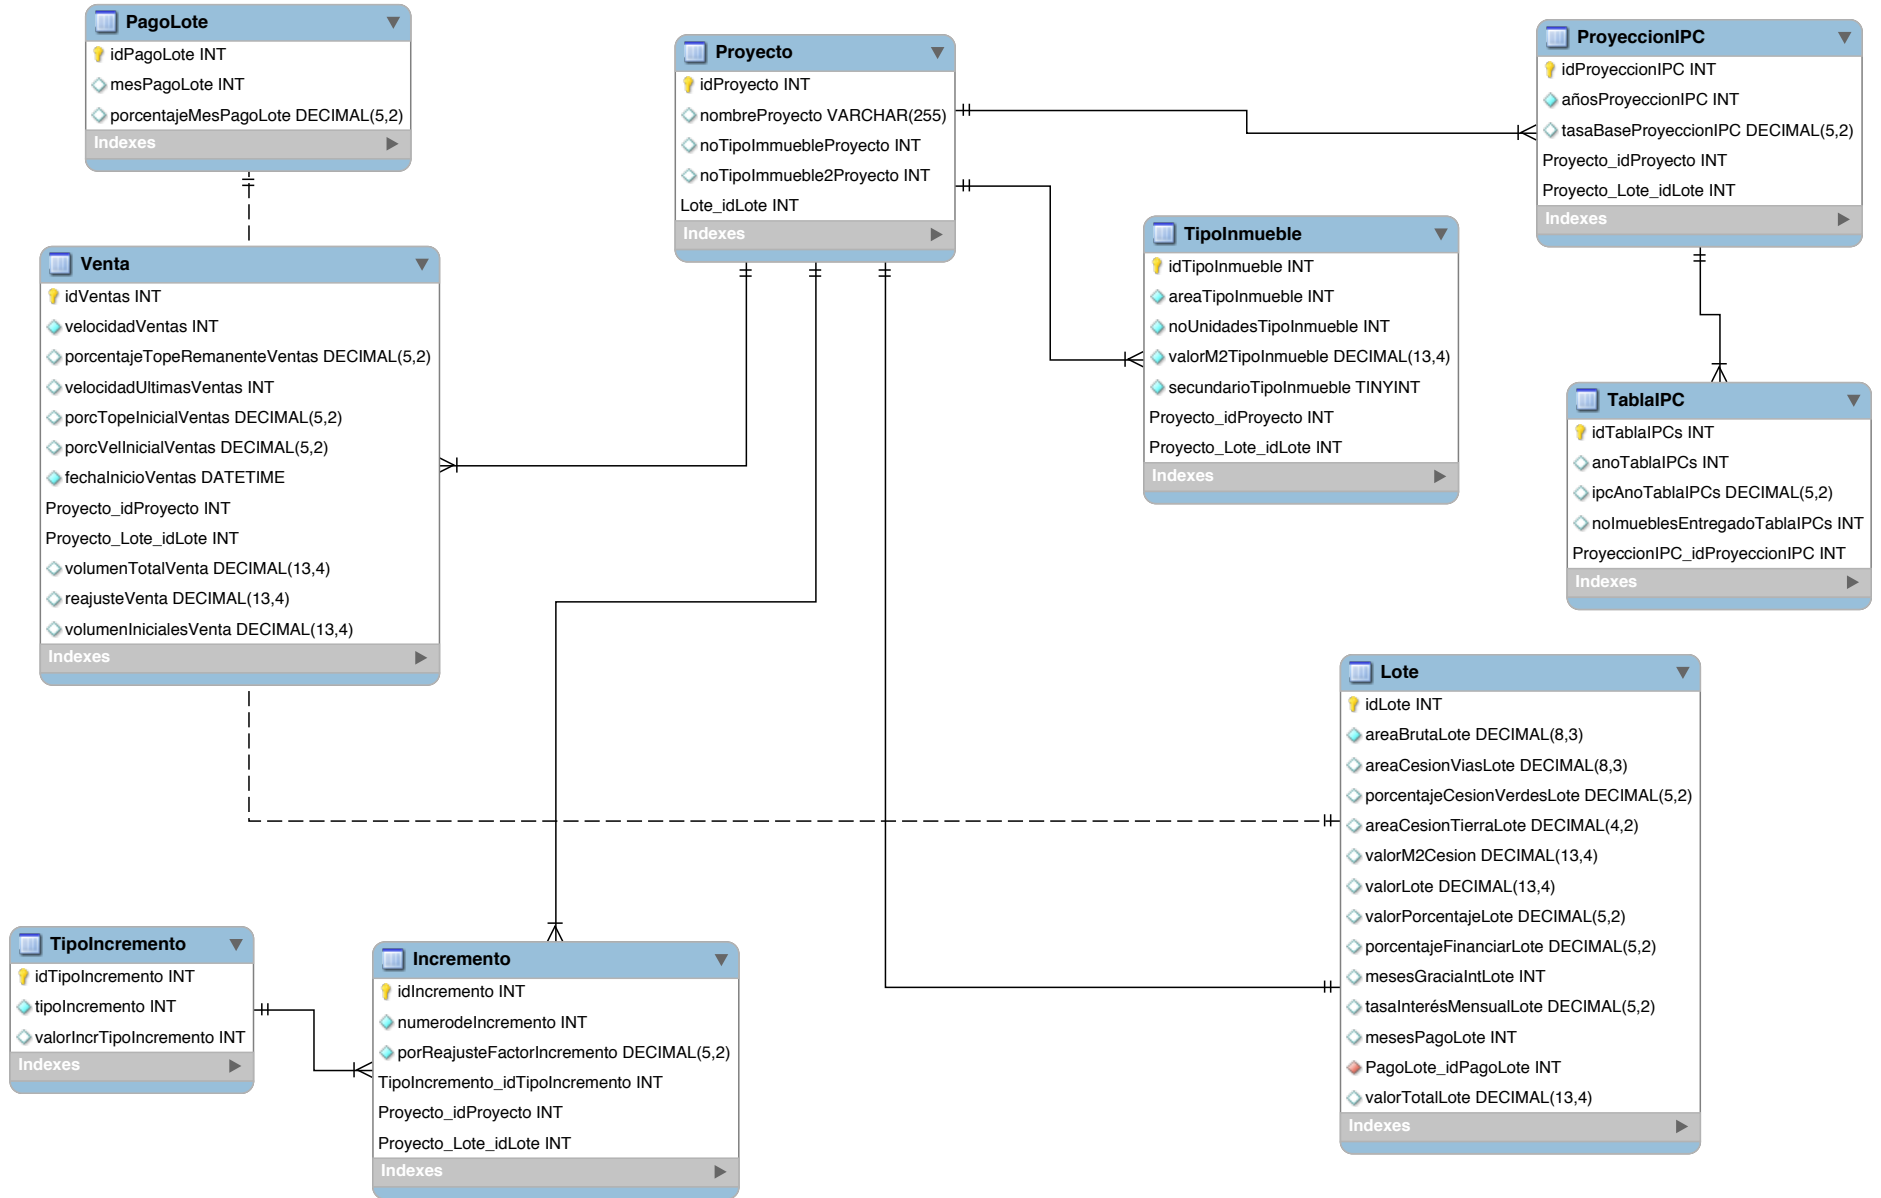 PagoLote
idPagoLote INT
mesPagoLote INT
porcentajeMesPagoLote DECIMAL(5,2)
Indexes
Proyecto
idProyecto INT
nombreProyecto VARCHAR(255)
noTipoImmuebleProyecto INT
noTipoImmueble2Proyecto INT
Lote_idLote INT
Indexes
ProyeccionIPC
idProyeccionIPC INT
añosProyeccionIPC INT
tasaBaseProyeccionIPC DECIMAL(5,2)
Proyecto_idProyecto INT
Proyecto_Lote_idLote INT
Indexes
Venta
idVentas INT
velocidadVentas INT
porcentajeTopeRemanenteVentas DECIMAL(5,2)
velocidadUltimasVentas INT
porcTopeInicialVentas DECIMAL(5,2)
porcVelInicialVentas DECIMAL(5,2)
fechaInicioVentas DATETIME
Proyecto_idProyecto INT
Proyecto_Lote_idLote INT
volumenTotalVenta DECIMAL(13,4)
reajusteVenta DECIMAL(13,4)
volumenInicialesVenta DECIMAL(13,4)
Indexes
TipoInmueble
idTipoInmueble INT
areaTipoInmueble INT
noUnidadesTipoInmueble INT
valorM2TipoInmueble DECIMAL(13,4)
secundarioTipoInmueble TINYINT
Proyecto_idProyecto INT
Proyecto_Lote_idLote INT
Indexes
TablaIPC
idTablaIPCs INT
anoTablaIPCs INT
ipcAnoTablaIPCs DECIMAL(5,2)
noImueblesEntregadoTablaIPCs INT
ProyeccionIPC_idProyeccionIPC INT
Indexes
Lote
idLote INT
areaBrutaLote DECIMAL(8,3)
areaCesionViasLote DECIMAL(8,3)
porcentajeCesionVerdesLote DECIMAL(5,2)
areaCesionTierraLote DECIMAL(4,2)
valorM2Cesion DECIMAL(13,4)
valorLote DECIMAL(13,4)
valorPorcentajeLote DECIMAL(5,2)
porcentajeFinanciarLote DECIMAL(5,2)
mesesGraciaIntLote INT
tasaInterésMensualLote DECIMAL(5,2)
mesesPagoLote INT
PagoLote_idPagoLote INT
valorTotalLote DECIMAL(13,4)
Indexes
TipoIncremento
idTipoIncremento INT
tipoIncremento INT
valorIncrTipoIncremento INT
Indexes
Incremento
idIncremento INT
numerodeIncremento INT
porReajusteFactorIncremento DECIMAL(5,2)
TipoIncremento_idTipoIncremento INT
Proyecto_idProyecto INT
Proyecto_Lote_idLote INT
Indexes